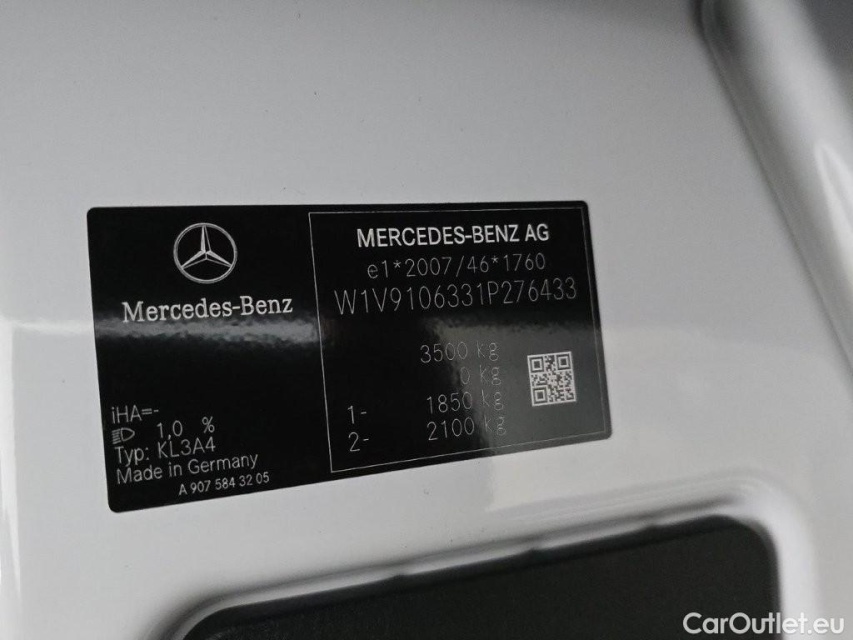 Mercedes-Benz
iHA=-
1,0 %
Typ: KL3A4
Made in Germany
A 907 584 32 05
MERCEDES-BENZ AG
e1*2007/46*1760
W1V9106331P276433
3500 kg
0 kg
1- 1850 kg
2- 2100 kg
CarOutlet.eu